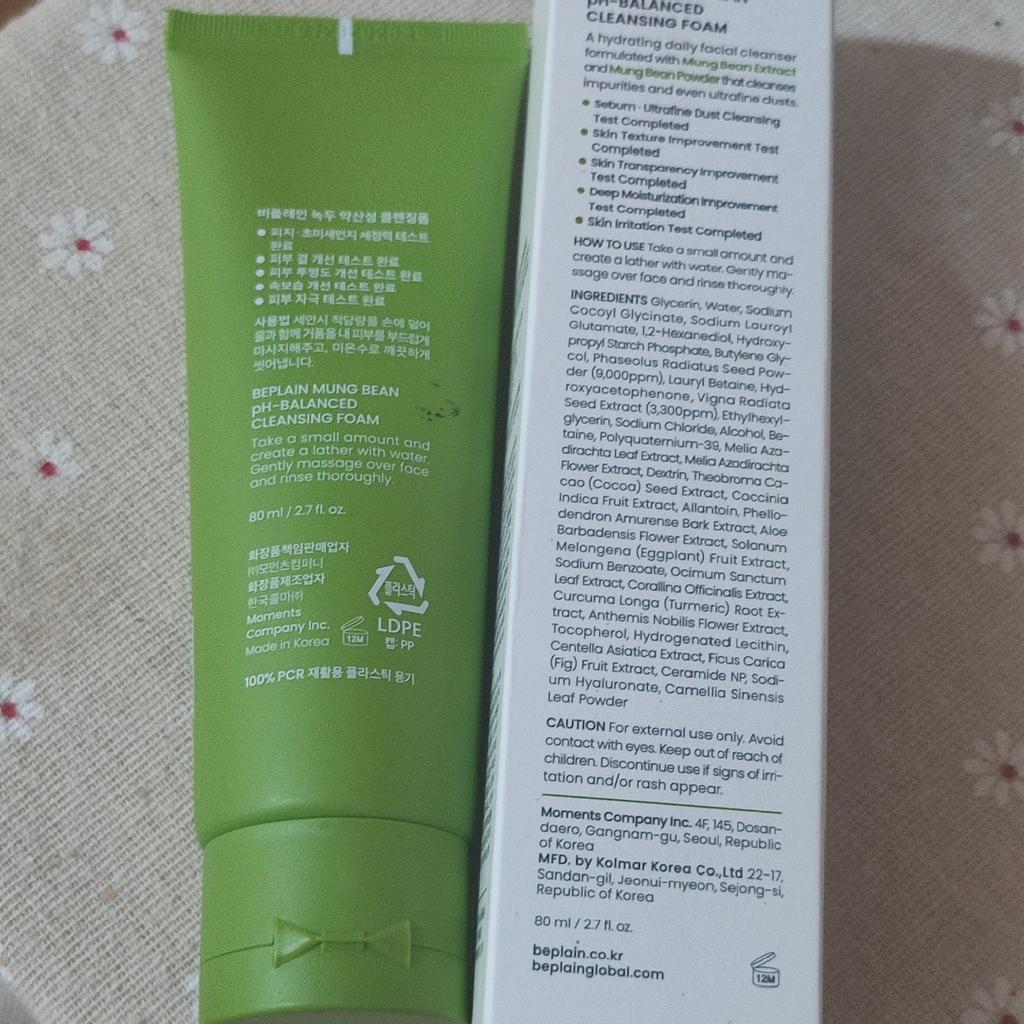 비플레인 녹두 약산성 클렌징폼
● 피지·초미세먼지 세정력 테스트
완료
● 피부 결 개선 테스트 완료
● 피부 투명도 개선 테스트 완료
● 속보습 개선 테스트 완료
● 피부 자극 테스트 완료
사용법 세안시 적당량을 손에 덜어
물과 함께 거품을 내 피부를 부드럽게
마사지해주고, 미온수로 깨끗하게
씻어냅니다.
BEPLAIN MUNG BEAN
pH-BALANCED
CLEANSING FOAM
Take a small amount and
create a lather with water.
Gently massage over face
and rinse thoroughly.
80 ml / 2.7 fl. oz.
화장품책임판매업자
㈜모먼츠컴퍼니
화장품제조업자
한국콜마㈜
Moments
Company Inc.
Made in Korea
12M
플라스틱
LDPE
캡: PP
100% PCR 재활용 플라스틱 용기
pH-BALANCED
CLEANSING FOAM
A hydrating daily facial cleanser
formulated with Mung Bean Extract
and Mung Bean Powder that cleanses
impurities and even ultrafine dusts.
● Sebum · Ultrafine Dust Cleansing
Test Completed
● Skin Texture Improvement Test
Completed
● Skin Transparency Improvement
Test Completed
● Deep Moisturization Improvement
Test Completed
● Skin Irritation Test Completed
HOW TO USE Take a small amount and
create a lather with water. Gently ma-
ssage over face and rinse thoroughly.
INGREDIENTS Glycerin, Water, Sodium
Cocoyl Glycinate, Sodium Lauroyl
Glutamate, 1,2-Hexanediol, Hydroxy-
propyl Starch Phosphate, Butylene Gly-
col, Phaseolus Radiatus Seed Pow-
der (9,000ppm), Lauryl Betaine, Hyd-
roxyacetophenone, Vigna Radiata
Seed Extract (3,300ppm), Ethylhexyl-
glycerin, Sodium Chloride, Alcohol, Be-
taine, Polyquaternium-39, Melia Aza-
dirachta Leaf Extract, Melia Azadirachta
Flower Extract, Dextrin, Theobroma Ca-
cao (Cocoa) Seed Extract, Coccinia
Indica Fruit Extract, Allantoin, Phello-
dendron Amurense Bark Extract, Aloe
Barbadensis Flower Extract, Solanum
Melongena (Eggplant) Fruit Extract,
Sodium Benzoate, Ocimum Sanctum
Leaf Extract, Corallina Officinalis Extract,
Curcuma Longa (Turmeric) Root Ex-
tract, Anthemis Nobilis Flower Extract,
Tocopherol, Hydrogenated Lecithin,
Centella Asiatica Extract, Ficus Carica
(Fig) Fruit Extract, Ceramide NP, Sodi-
um Hyaluronate, Camellia Sinensis
Leaf Powder
CAUTION For external use only. Avoid
contact with eyes. Keep out of reach of
children. Discontinue use if signs of irri-
tation and/or rash appear.
Moments Company Inc. 4F, 145, Dosan-
daero, Gangnam-gu, Seoul, Republic
of Korea
MFD. by Kolmar Korea Co.,Ltd 22-17,
Sandan-gil, Jeonui-myeon, Sejong-si,
Republic of Korea
80 ml / 2.7 fl. oz.
beplain.co.kr
beplainglobal.com
12M